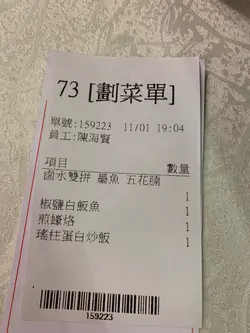 73 [劃菜單]
單號:159223 11/01 19:04
員工:陳海賢
項目 數量
鹵水雙拼 墨魚 五花腩
1
椒鹽白飯魚 1
煎蠔烙 1
瑤柱蛋白炒飯 1
159223